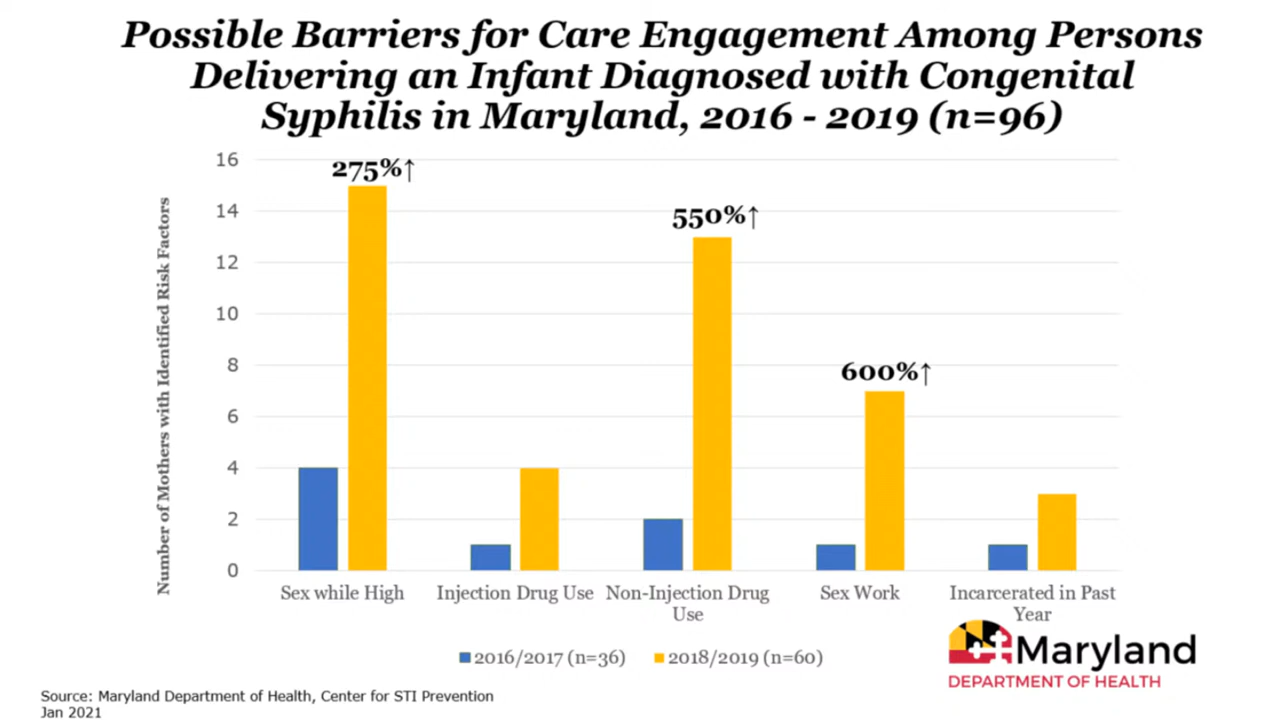 Possible Barriers for Care Engagement Among Persons
Delivering an Infant Diagnosed with Congenital
Syphilis in Maryland, 2016 - 2019 (n=96)
Number of Mothers with Identified Risk Factors
16
14
12
10
8
6
4
2
0
275%↑
550%↑
600%↑
Sex while High
Injection Drug Use
Non-Injection Drug
Use
Sex Work
Incarcerated in Past
Year
2016/2017 (n=36)
2018/2019 (n=60)
Maryland
DEPARTMENT OF HEALTH
Source: Maryland Department of Health, Center for STI Prevention
Jan 2021